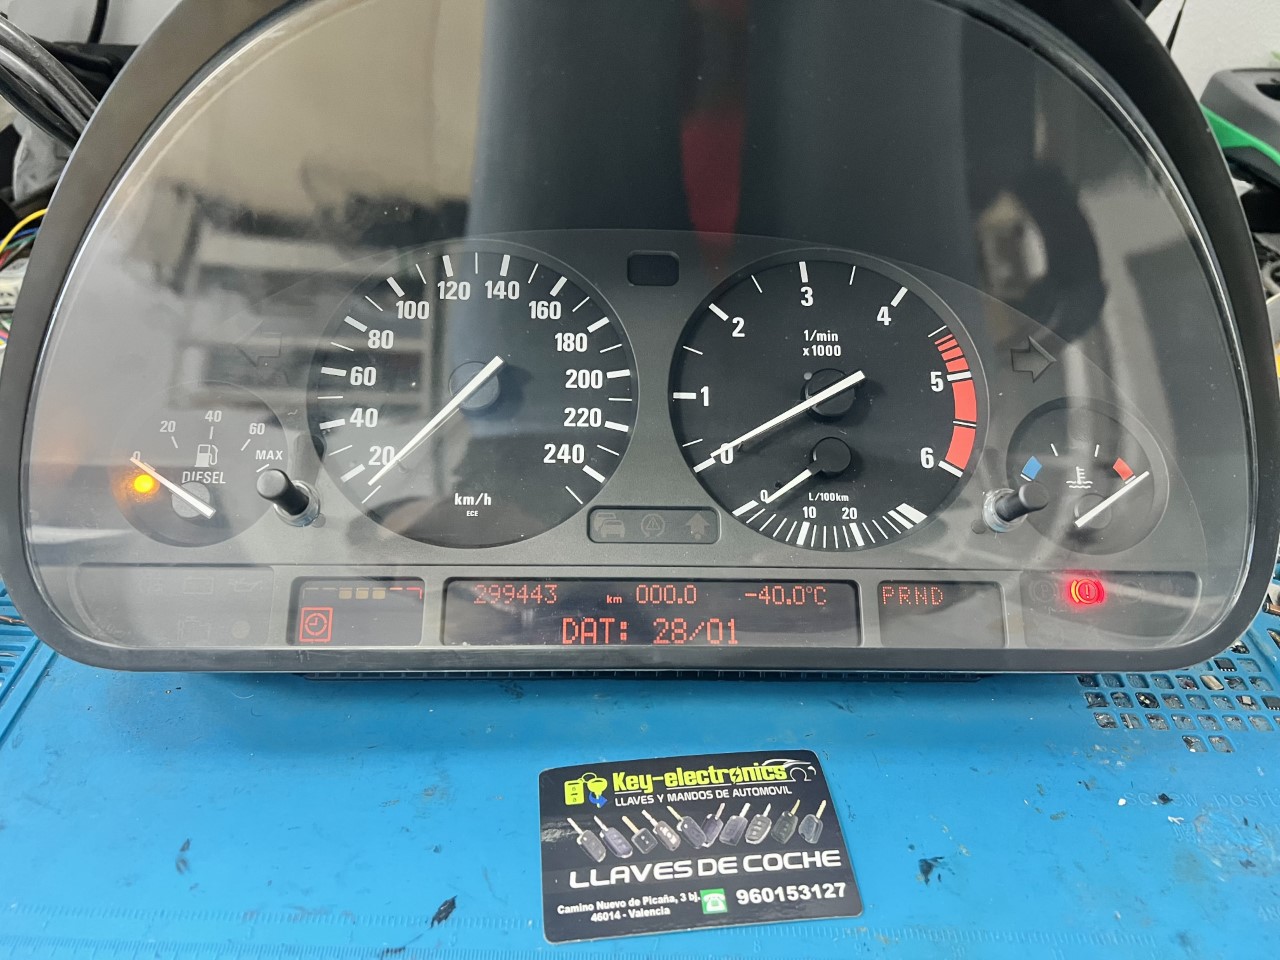 120 140
100 160
80 180
60 200
40 220
20 240
km/h
ECE
3
2 4
1/min
x1000
1 5
0 6
0
L/100km
10 20
40
20 60
0 MAX
DIESEL
299443 km 000.0 -40.0°C
DAT: 28/01
PRND
Key-electronics
LLAVES Y MANDOS DE AUTOMOVIL
LLAVES DE COCHE
Camino Nuevo de Picaña, 3 bj.
46014 - Valencia
960153127